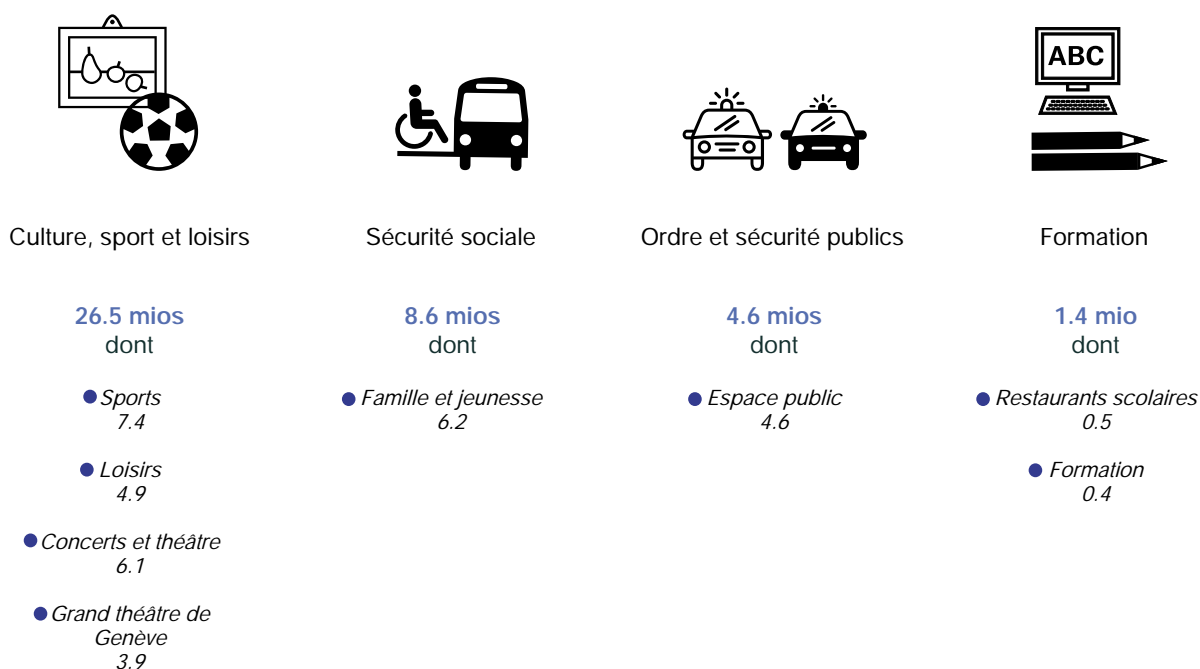 ABC
Culture, sport et loisirs
26.5 mios
dont
Sports
7.4
Loisirs
4.9
Concerts et théâtre
6.1
Grand théâtre de
Genève
3.9
Sécurité sociale
8.6 mios
dont
Famille et jeunesse
6.2
Ordre et sécurité publics
4.6 mios
dont
Espace public
4.6
Formation
1.4 mio
dont
Restaurants scolaires
0.5
Formation
0.4